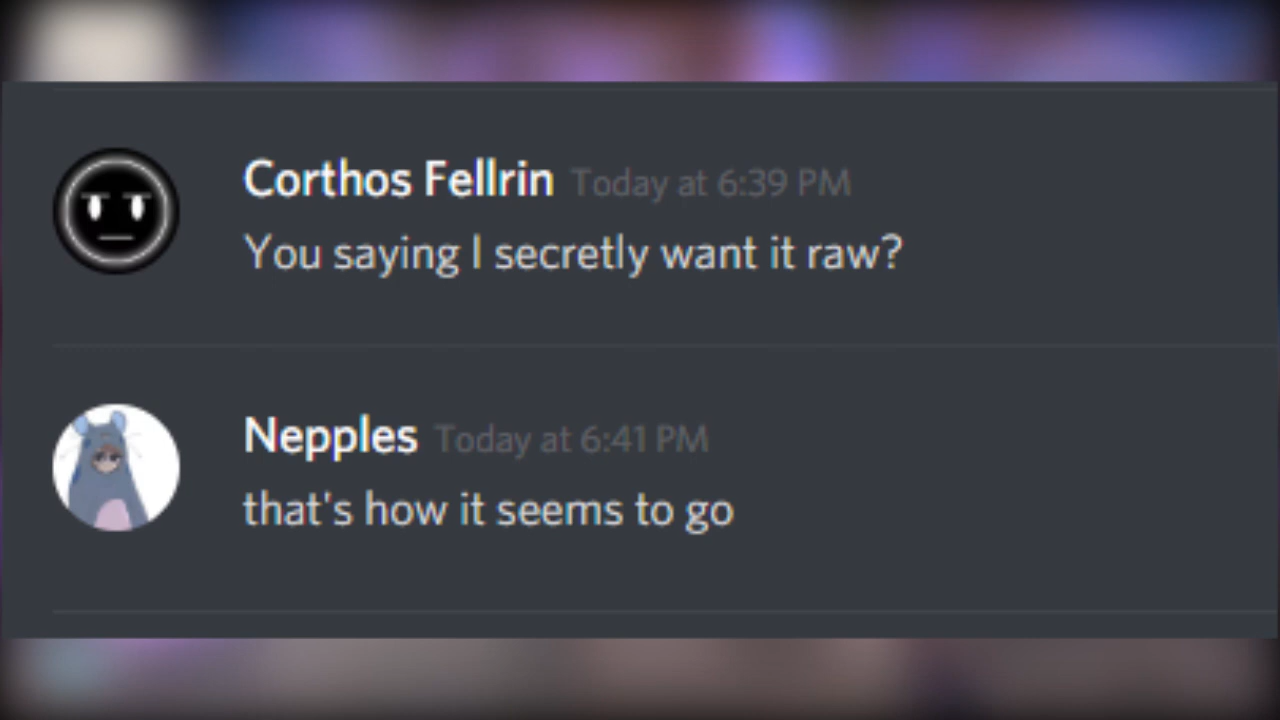 Corthos Fellrin Today at 6:39 PM
You saying I secretly want it raw?
Nepples Today at 6:41 PM
that's how it seems to go